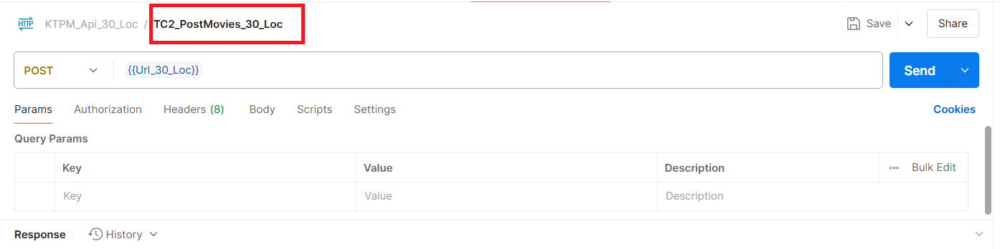 HTTP KTPM_Api_30_Loc / TC2_PostMovies_30_Loc Save Share
POST {{Url_30_Loc}} Send
Params Authorization Headers (8) Body Scripts Settings Cookies
Query Params
Key Value Description Bulk Edit
Key Value Description
Response History